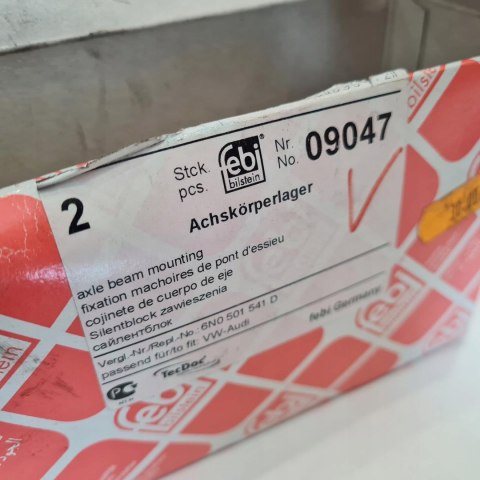 2 Stck. pcs. febi bilstein Nr. No. 09047
Achskörperlager
axle beam mounting
fixation machoires de pont d'essieu
cojinete de cuerpo de eje
Silentblock zawieszenia
сайлентблок
Vergl.-Nr./Repl.-No.: 6N0 501 541 D
passend für/to fit: VW-Audi
febi Germany
TecDoc
febi
bilstein